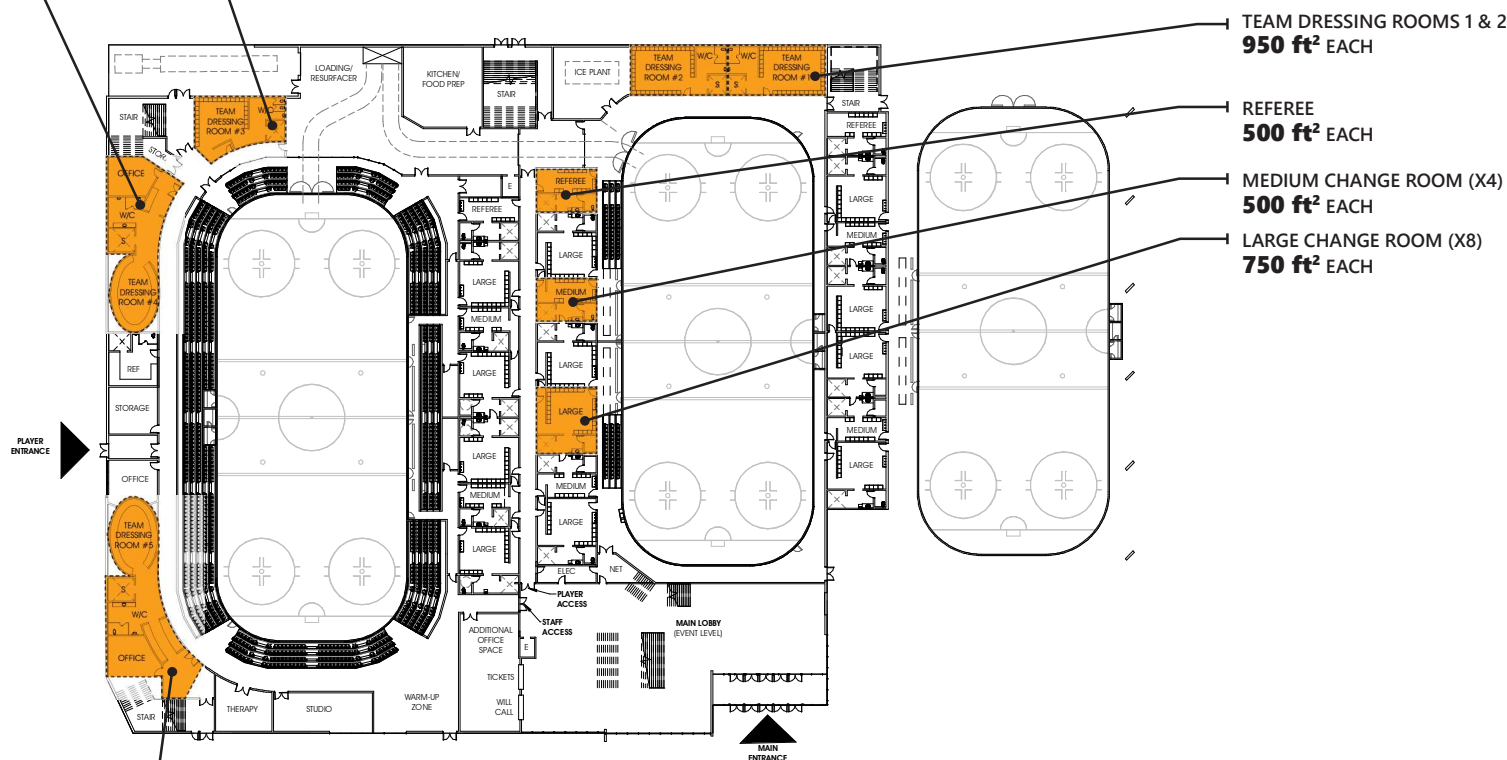 TEAM DRESSING ROOMS 1 & 2
950 ft² EACH
REFEREE
500 ft² EACH
MEDIUM CHANGE ROOM (X4)
500 ft² EACH
LARGE CHANGE ROOM (X8)
750 ft² EACH
LOADING/
RESURFACER
KITCHEN/
FOOD PREP
STAIR
ICE PLANT
TEAM
DRESSING
ROOM #2
W/C
S
W/C
S
TEAM
DRESSING
ROOM #1
STAIR
STAIR
STOR.
TEAM
DRESSING
ROOM #3
W/C
OFFICE
W/C
S
TEAM
DRESSING
ROOM #4
REF
STORAGE
PLAYER
ENTRANCE
OFFICE
TEAM
DRESSING
ROOM #5
S
W/C
OFFICE
STAIR
THERAPY
STUDIO
WARM-UP
ZONE
E
REFEREE
LARGE
MEDIUM
LARGE
LARGE
MEDIUM
LARGE
REFEREE
LARGE
MEDIUM
LARGE
LARGE
MEDIUM
LARGE
ELEC
NET
REFEREE
LARGE
MEDIUM
LARGE
LARGE
MEDIUM
LARGE
PLAYER
ACCESS
STAFF
ACCESS
ADDITIONAL
OFFICE
SPACE
E
TICKETS
WILL
CALL
MAIN LOBBY
(EVENT LEVEL)
MAIN
ENTRANCE